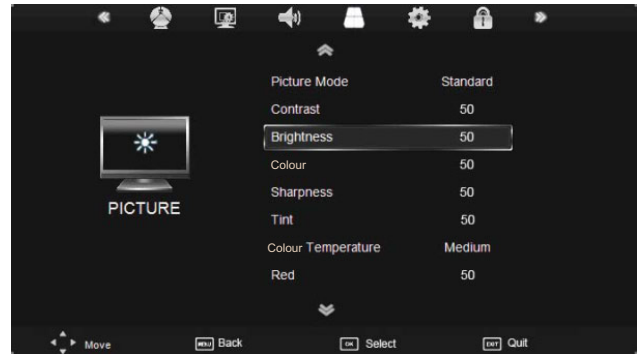 Picture Mode Standard
Contrast 50
Brightness 50
Colour 50
Sharpness 50
PICTURE
Tint 50
Colour Temperature Medium
Red 50
Move MENU Back OK Select EXIT Quit